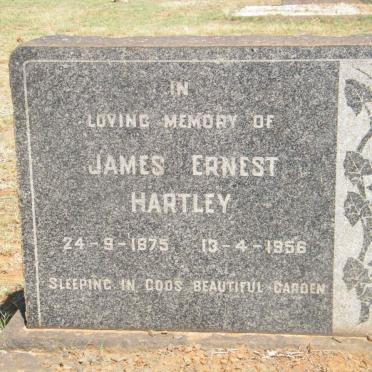 IN
LOVING MEMORY OF
JAMES ERNEST
HARTLEY
24-9-1875 13-4-1956
SLEEPING IN GODS BEAUTIFUL GARDEN